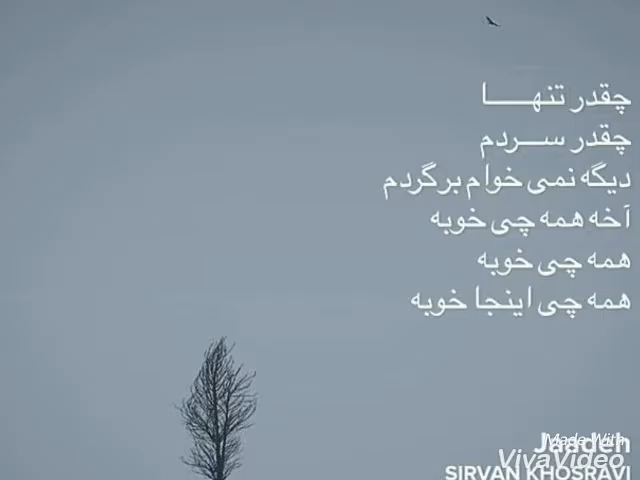 چقدر تنهـــــا
چقدر ســـردم
دیگه نمی خوام برگردم
آخه همه چی خوبه
همه چی خوبه
همه چی اینجا خوبه
Jaadeh
Made With
VivaVideo
SIRVAN KHOSRAVI